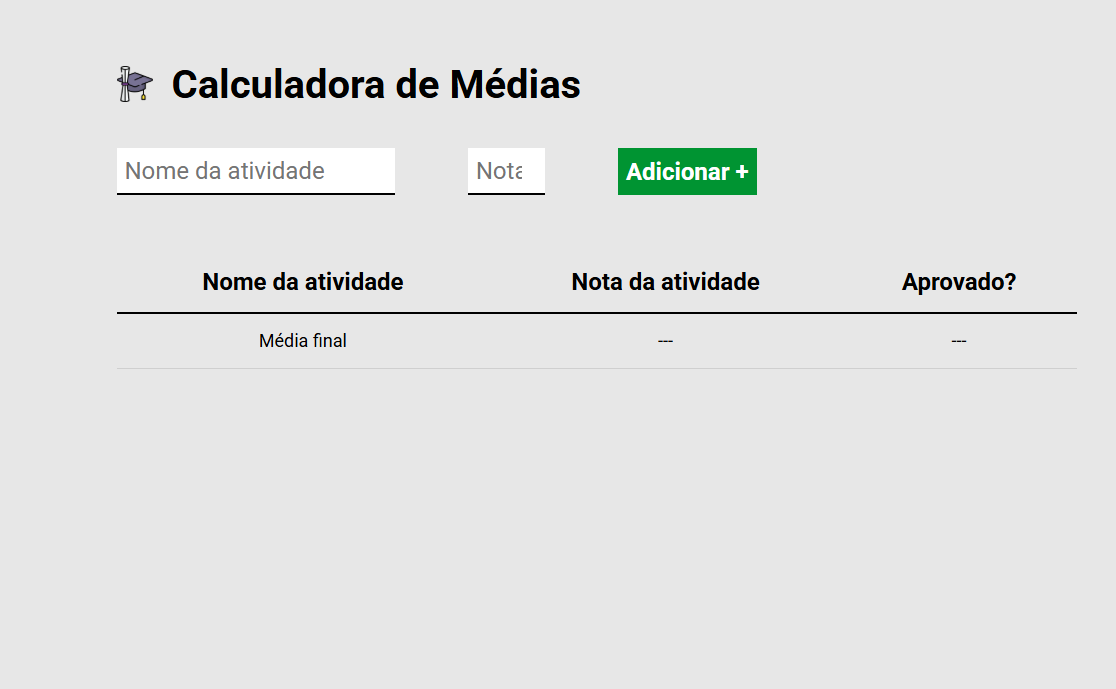 Calculadora de Médias
Nome da atividade
Nota
Adicionar +
Nome da atividade Nota da atividade Aprovado?
Média final --- ---